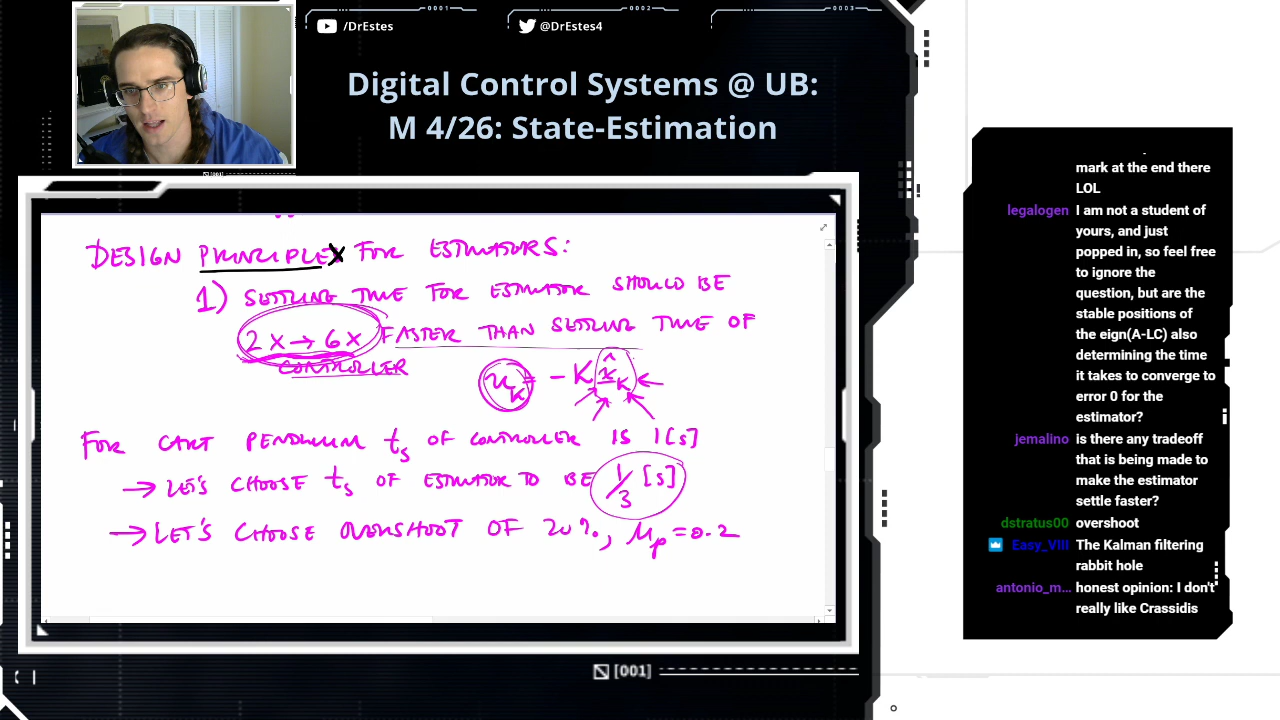 0001
0002
0003
/DrEstes
@DrEstes4
Digital Control Systems @ UB:
M 4/26: State-Estimation
[001]
DESIGN PRINCIPLE FOR ESTIMATORS:
1) SETTLING TIME FOR ESTIMATOR SHOULD BE
2X → 6X FASTER THAN SETTLING TIME OF
CONTROLLER
u_k = -K x̂_k
FOR CART PENDULUM t_s OF CONTROLLER IS 1[s]
→ LET'S CHOOSE t_s OF ESTIMATOR TO BE 1/3 [s]
→ LET'S CHOOSE OVERSHOOT OF 20%, M_p = 0.2
[001]
mark at the end there
LOL
legalogen I am not a student of
yours, and just
popped in, so feel free
to ignore the
question, but are the
stable positions of
the eign(A-LC) also
determining the time
it takes to converge to
error 0 for the
estimator?
jemalino is there any tradeoff
that is being made to
make the estimator
settle faster?
dstratus00 overshoot
Easy_VIII The Kalman filtering
rabbit hole
antonio_m... honest opinion: I don't
really like Crassidis